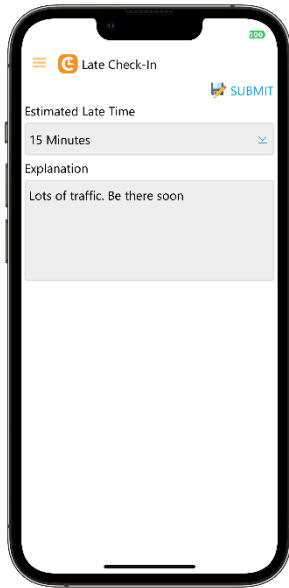 100
Late Check-In
SUBMIT
Estimated Late Time
15 Minutes
Explanation
Lots of traffic. Be there soon